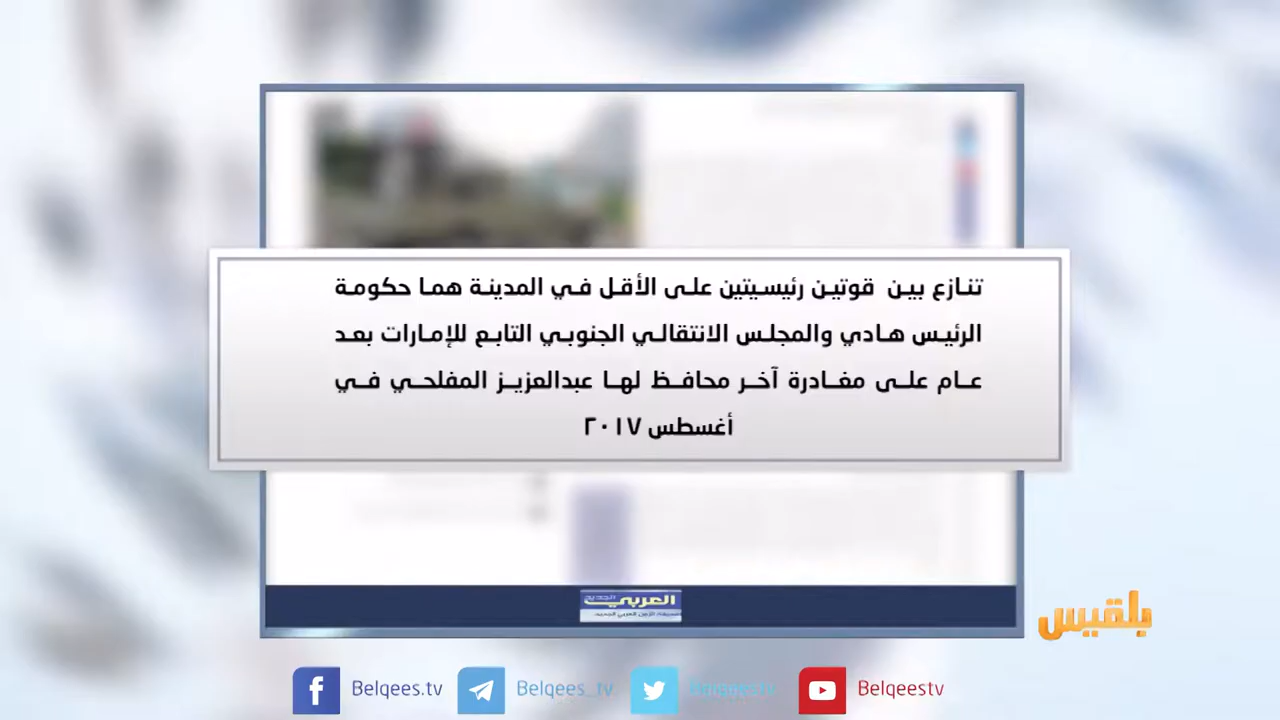 تنازع بين قوتين رئيسيتين على الأقل في المدينة هما حكومة
الرئيس هادي والمجلس الانتقالي الجنوبي التابع للإمارات بعد
عام على مغادرة آخر محافظ لها عبدالعزيز المفلحي في
أغسطس ٢٠١٧
العربي الجديد
بلقيس
Belqees.tv
Belqees_tv
Belqeestv